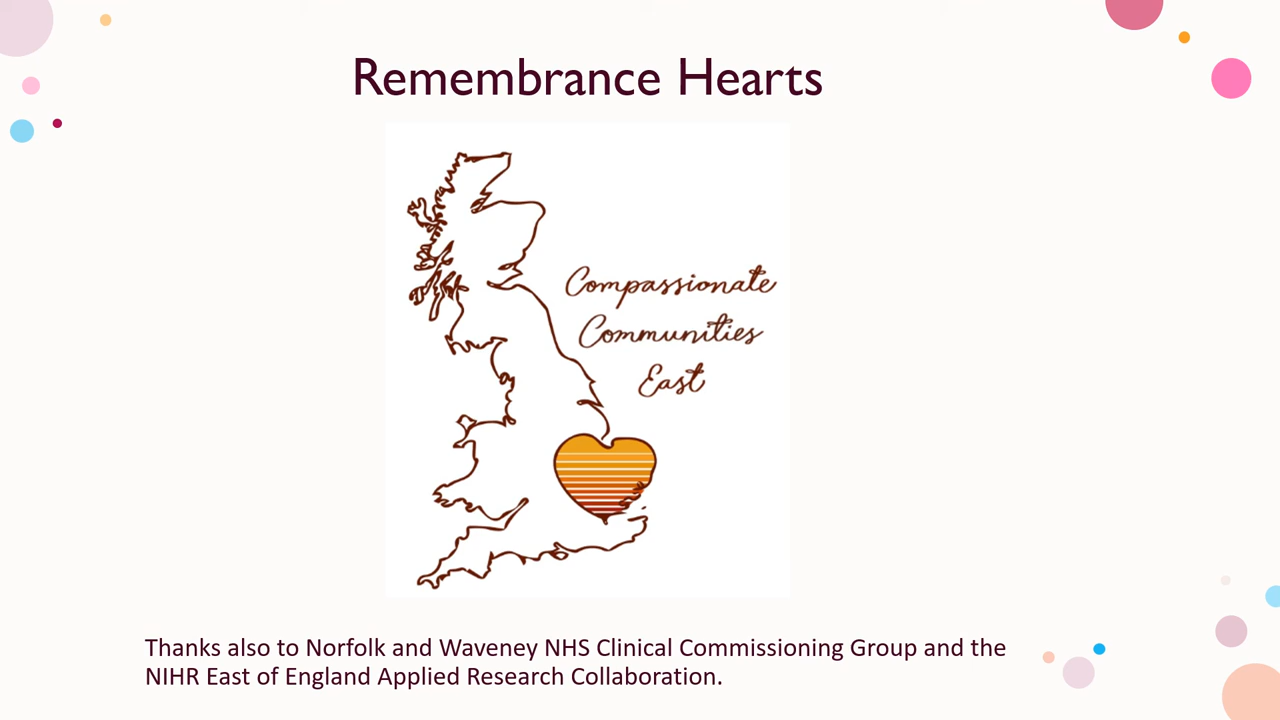 Remembrance Hearts
Compassionate
Communities
East
Thanks also to Norfolk and Waveney NHS Clinical Commissioning Group and the
NIHR East of England Applied Research Collaboration.